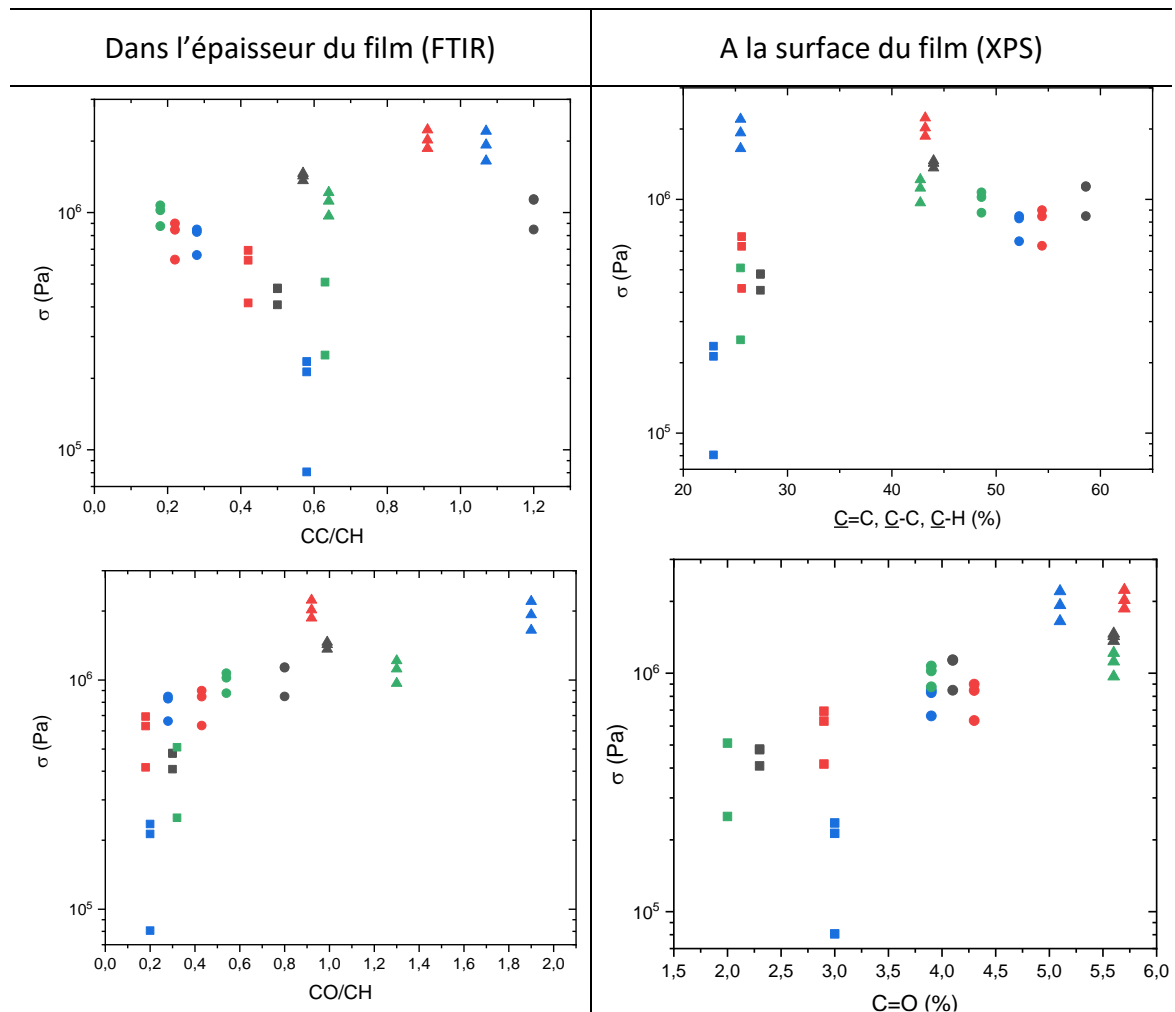 Dans l'épaisseur du film (FTIR)
A la surface du film (XPS)
10⁶
10⁵
σ (Pa)
0,0 0,2 0,4 0,6 0,8 1,0 1,2
CC/CH
10⁶
10⁵
σ (Pa)
20 30 40 50 60
C=C, C-C, C-H (%)
10⁶
10⁵
σ (Pa)
0,0 0,2 0,4 0,6 0,8 1,0 1,2 1,4 1,6 1,8 2,0
CO/CH
10⁶
10⁵
σ (Pa)
1,5 2,0 2,5 3,0 3,5 4,0 4,5 5,0 5,5 6,0
C=O (%)